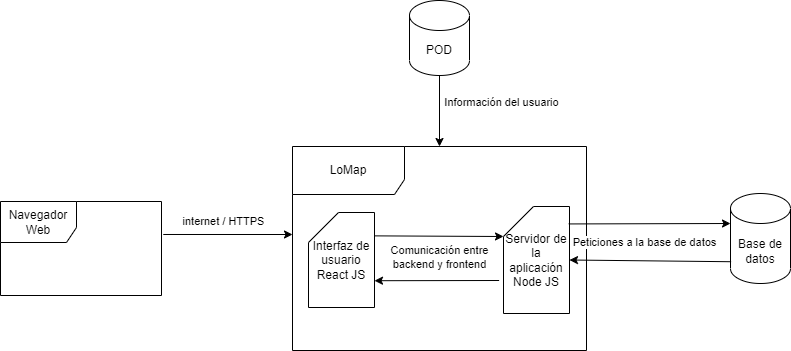 POD
Información del usuario
LoMap
Navegador
Web
internet / HTTPS
Interfaz de
usuario
React JS
Comunicación entre
backend y frontend
Servidor de
la
aplicación
Node JS
Peticiones a la base de datos
Base de
datos